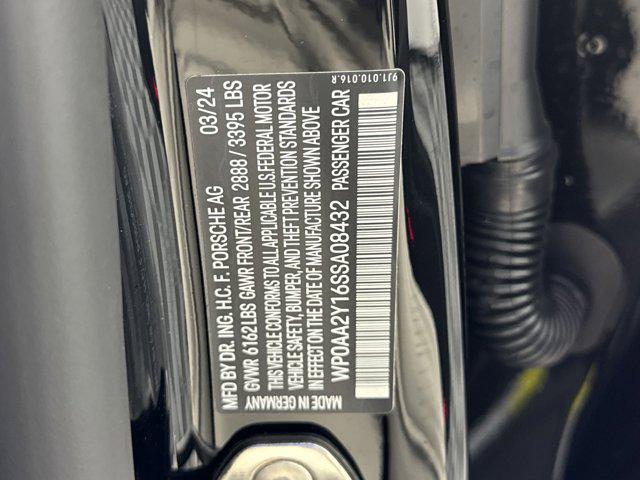 9J1.010.016.R
MFD BY DR. ING. H.C. F. PORSCHE AG 03/24
GVWR 6162 LBS GAWR FRONT/REAR 2888/ 3395 LBS
THIS VEHICLE CONFORMS TO ALL APPLICABLE U.S. FEDERAL MOTOR
VEHICLE SAFETY, BUMPER, AND THEFT PREVENTION STANDARDS
IN EFFECT ON THE DATE OF MANUFACTURE SHOWN ABOVE
WP0AA2Y16SSA08432 PASSENGER CAR
MADE IN GERMANY